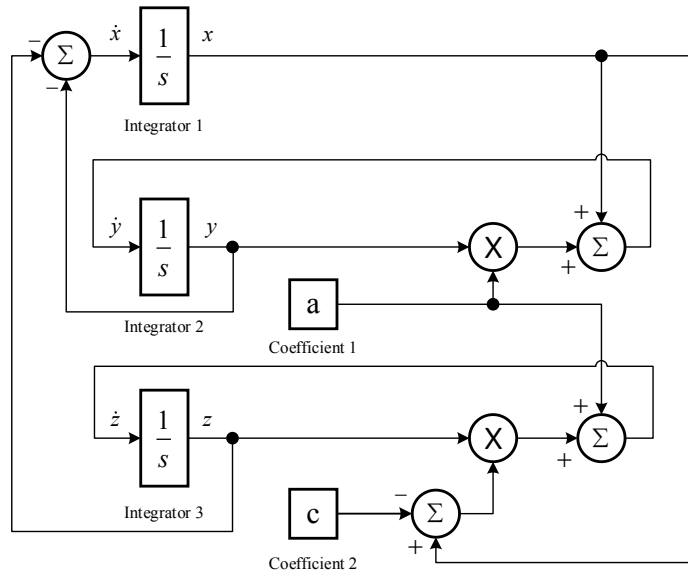 ẋ
1
s
x
−
Σ
−
Integrator 1
ẏ
1
s
y
X
+
+
Σ
Integrator 2
a
Coefficient 1
ż
1
s
z
X
+
+
Σ
Integrator 3
c
−
Σ
+
Coefficient 2